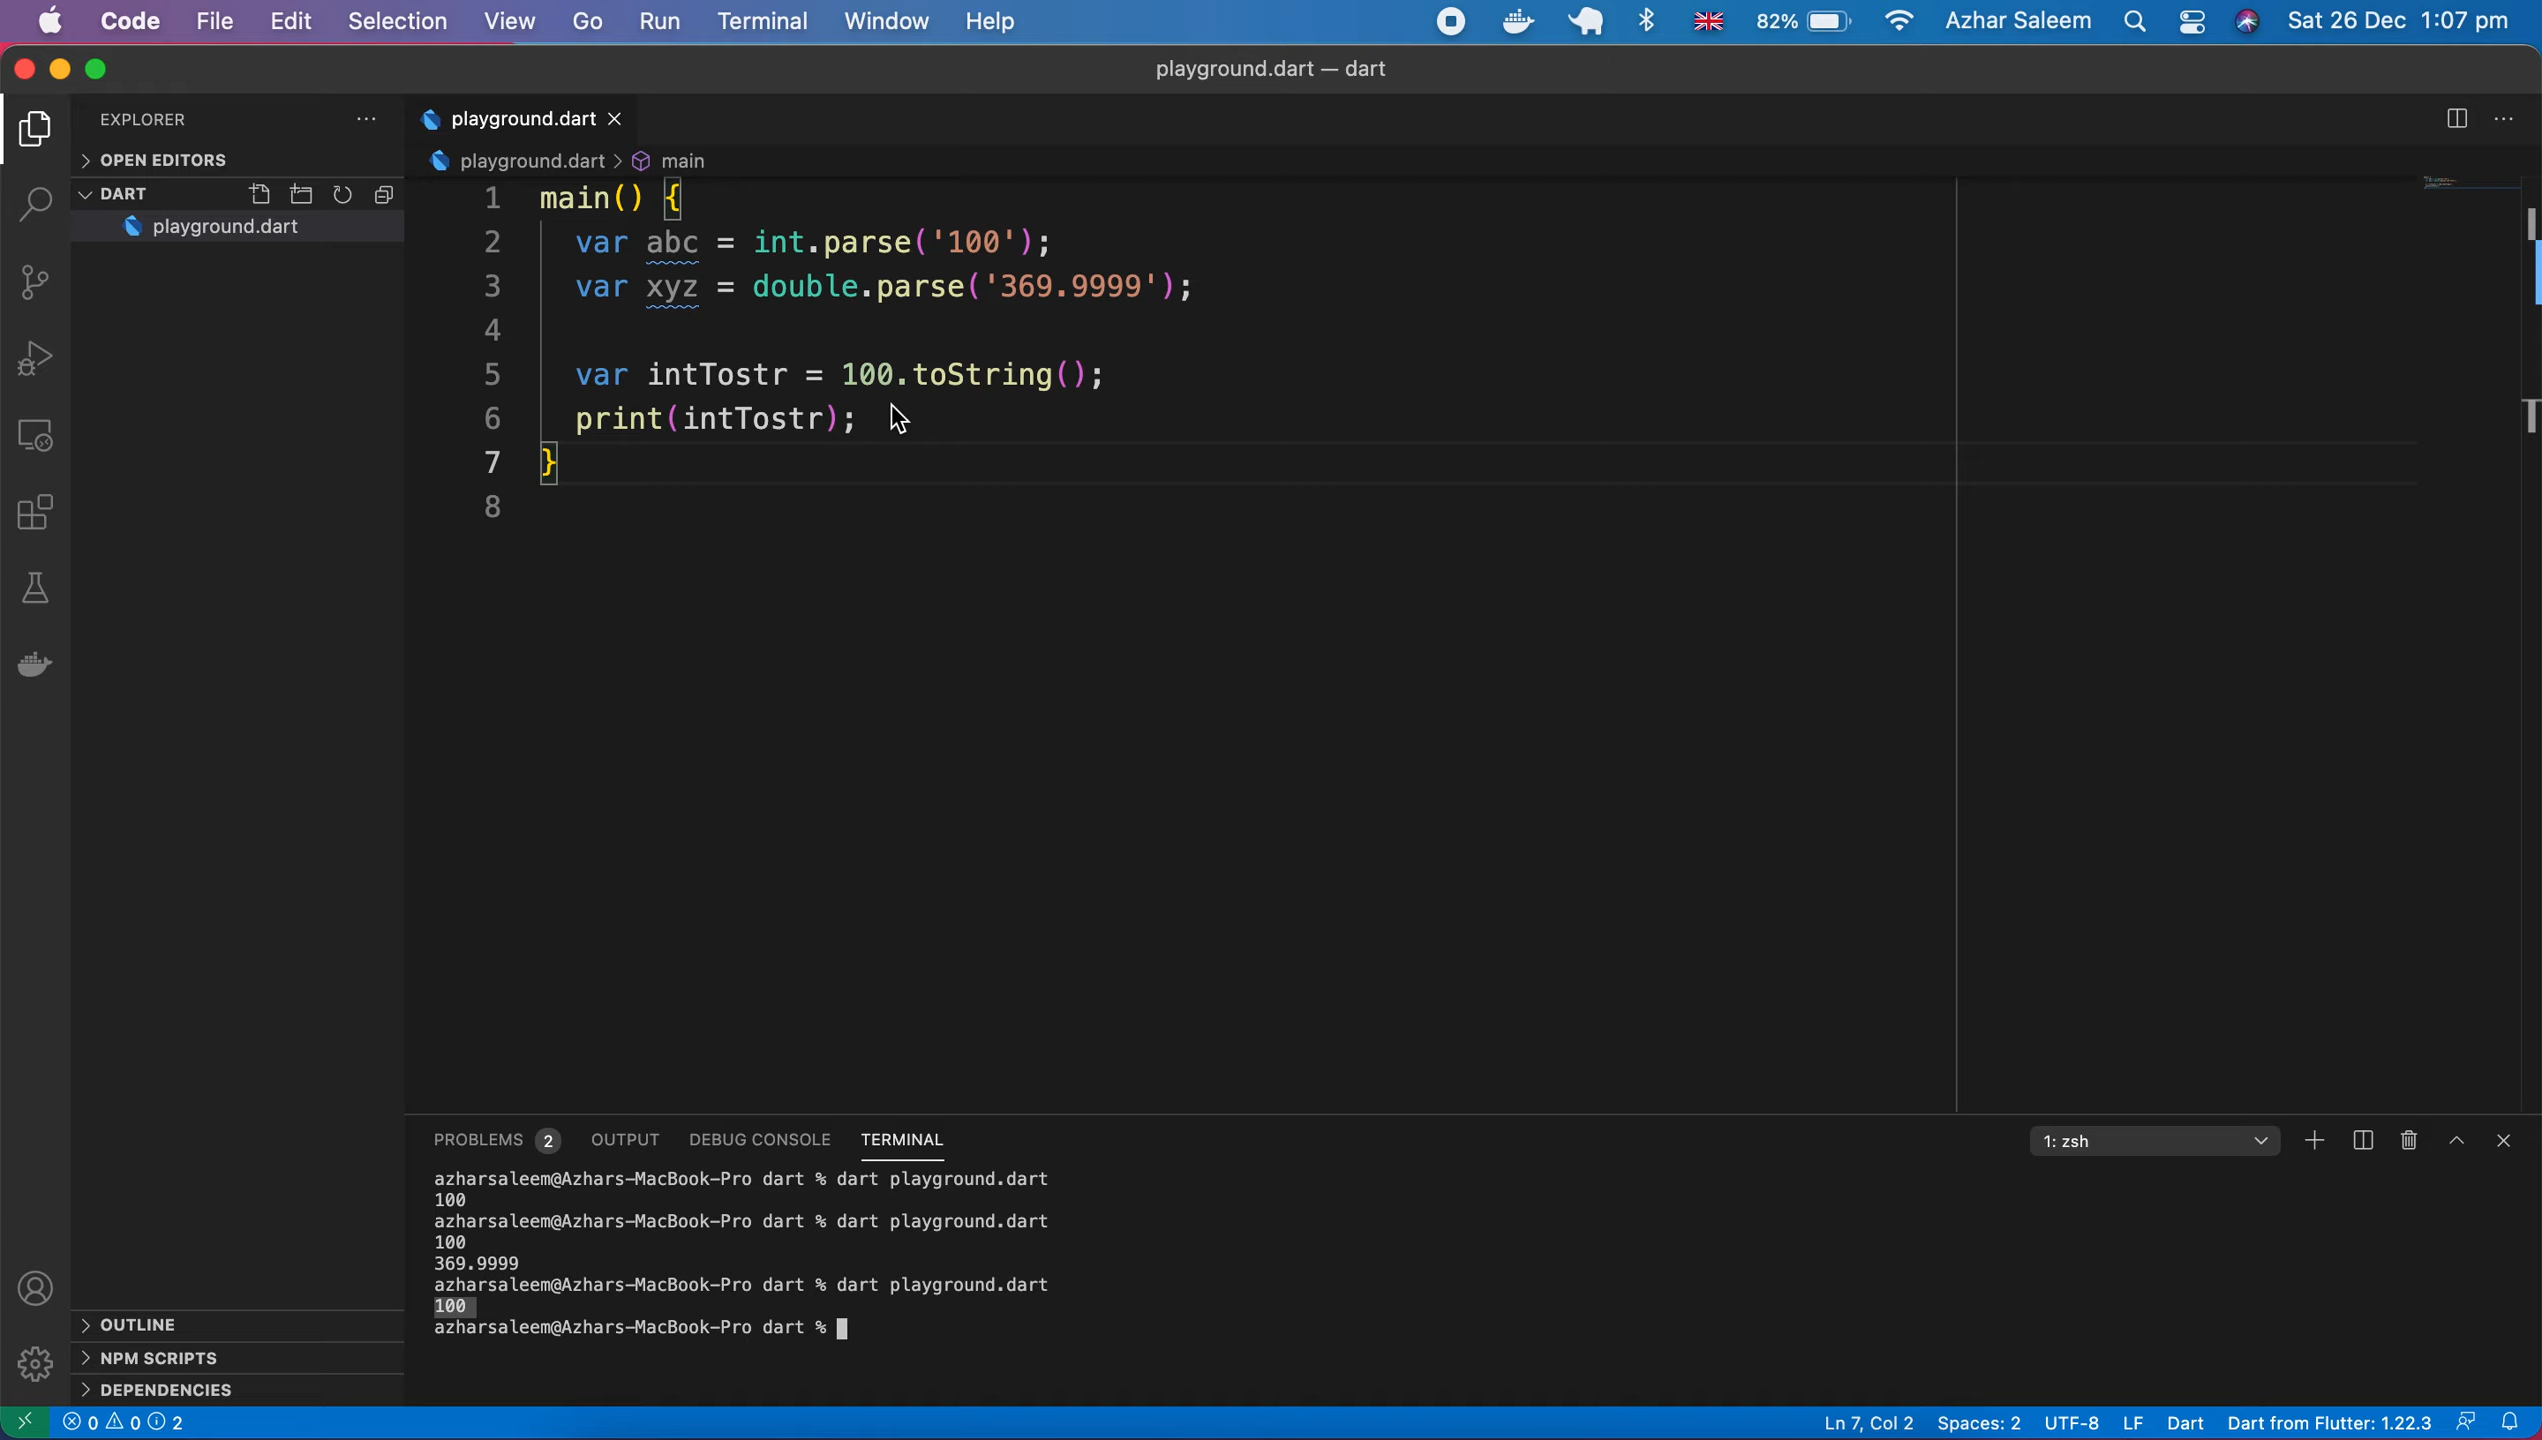 Code File Edit Selection View Go Run Terminal Window Help 82% Azhar Saleem Sat 26 Dec 1:07 pm
playground.dart — dart
EXPLORER
playground.dart
OPEN EDITORS
playground.dart > main
DART
playground.dart
1 main() {
2 var abc = int.parse('100');
3 var xyz = double.parse('369.9999');
4
5 var intTostr = 100.toString();
6 print(intTostr);
7 }
8
PROBLEMS 2 OUTPUT DEBUG CONSOLE TERMINAL 1: zsh
azharsaleem@Azhars-MacBook-Pro dart % dart playground.dart
100
azharsaleem@Azhars-MacBook-Pro dart % dart playground.dart
100
369.9999
azharsaleem@Azhars-MacBook-Pro dart % dart playground.dart
100
azharsaleem@Azhars-MacBook-Pro dart %
OUTLINE
NPM SCRIPTS
DEPENDENCIES
0 0 2 Ln 7, Col 2 Spaces: 2 UTF-8 LF Dart Dart from Flutter: 1.22.3